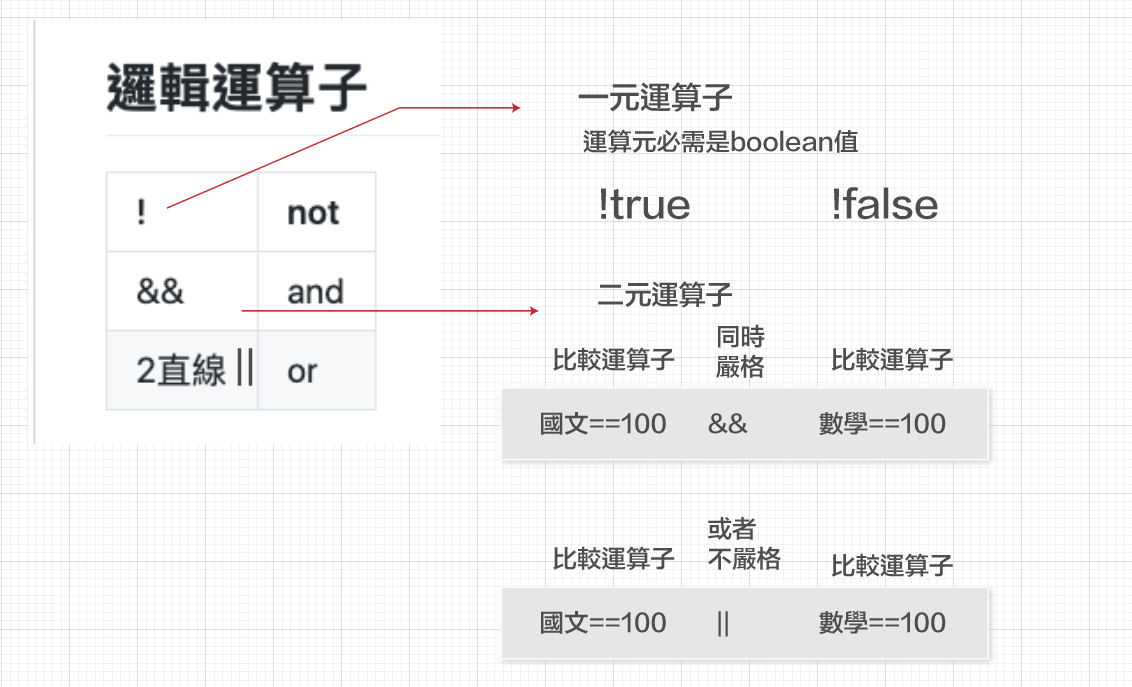 邏輯運算子
! not
&& and
2直線 || or
一元運算子
運算元必需是boolean值
!true !false
二元運算子
比較運算子 同時 嚴格 比較運算子
國文==100 && 數學==100
比較運算子 或者 不嚴格 比較運算子
國文==100 || 數學==100